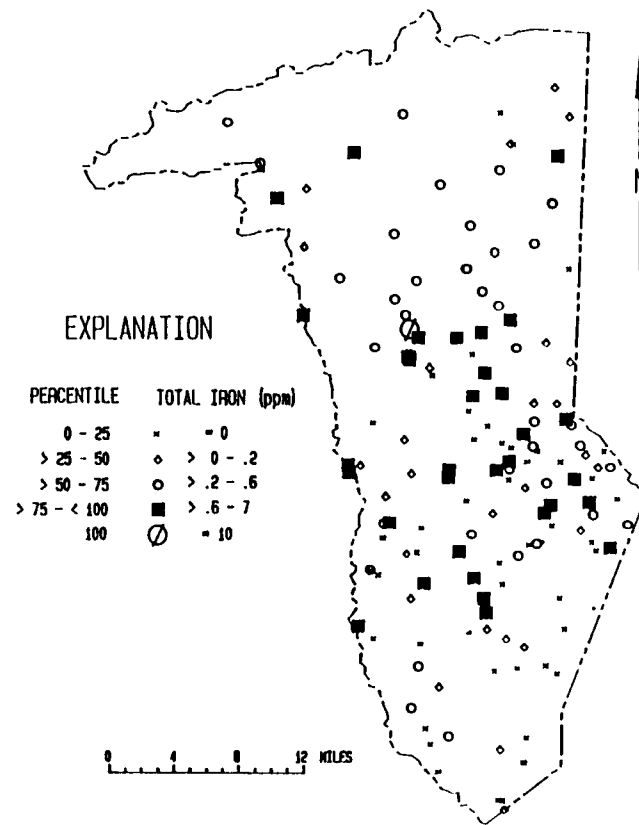 EXPLANATION
PERCENTILE TOTAL IRON (ppm)
0 - 25 × = 0
> 25 - 50 ◇ > 0 - .2
> 50 - 75 ○ > .2 - .6
> 75 - < 100 ■ > .6 - 7
100 ∅ = 10
0 4 8 12 MILES